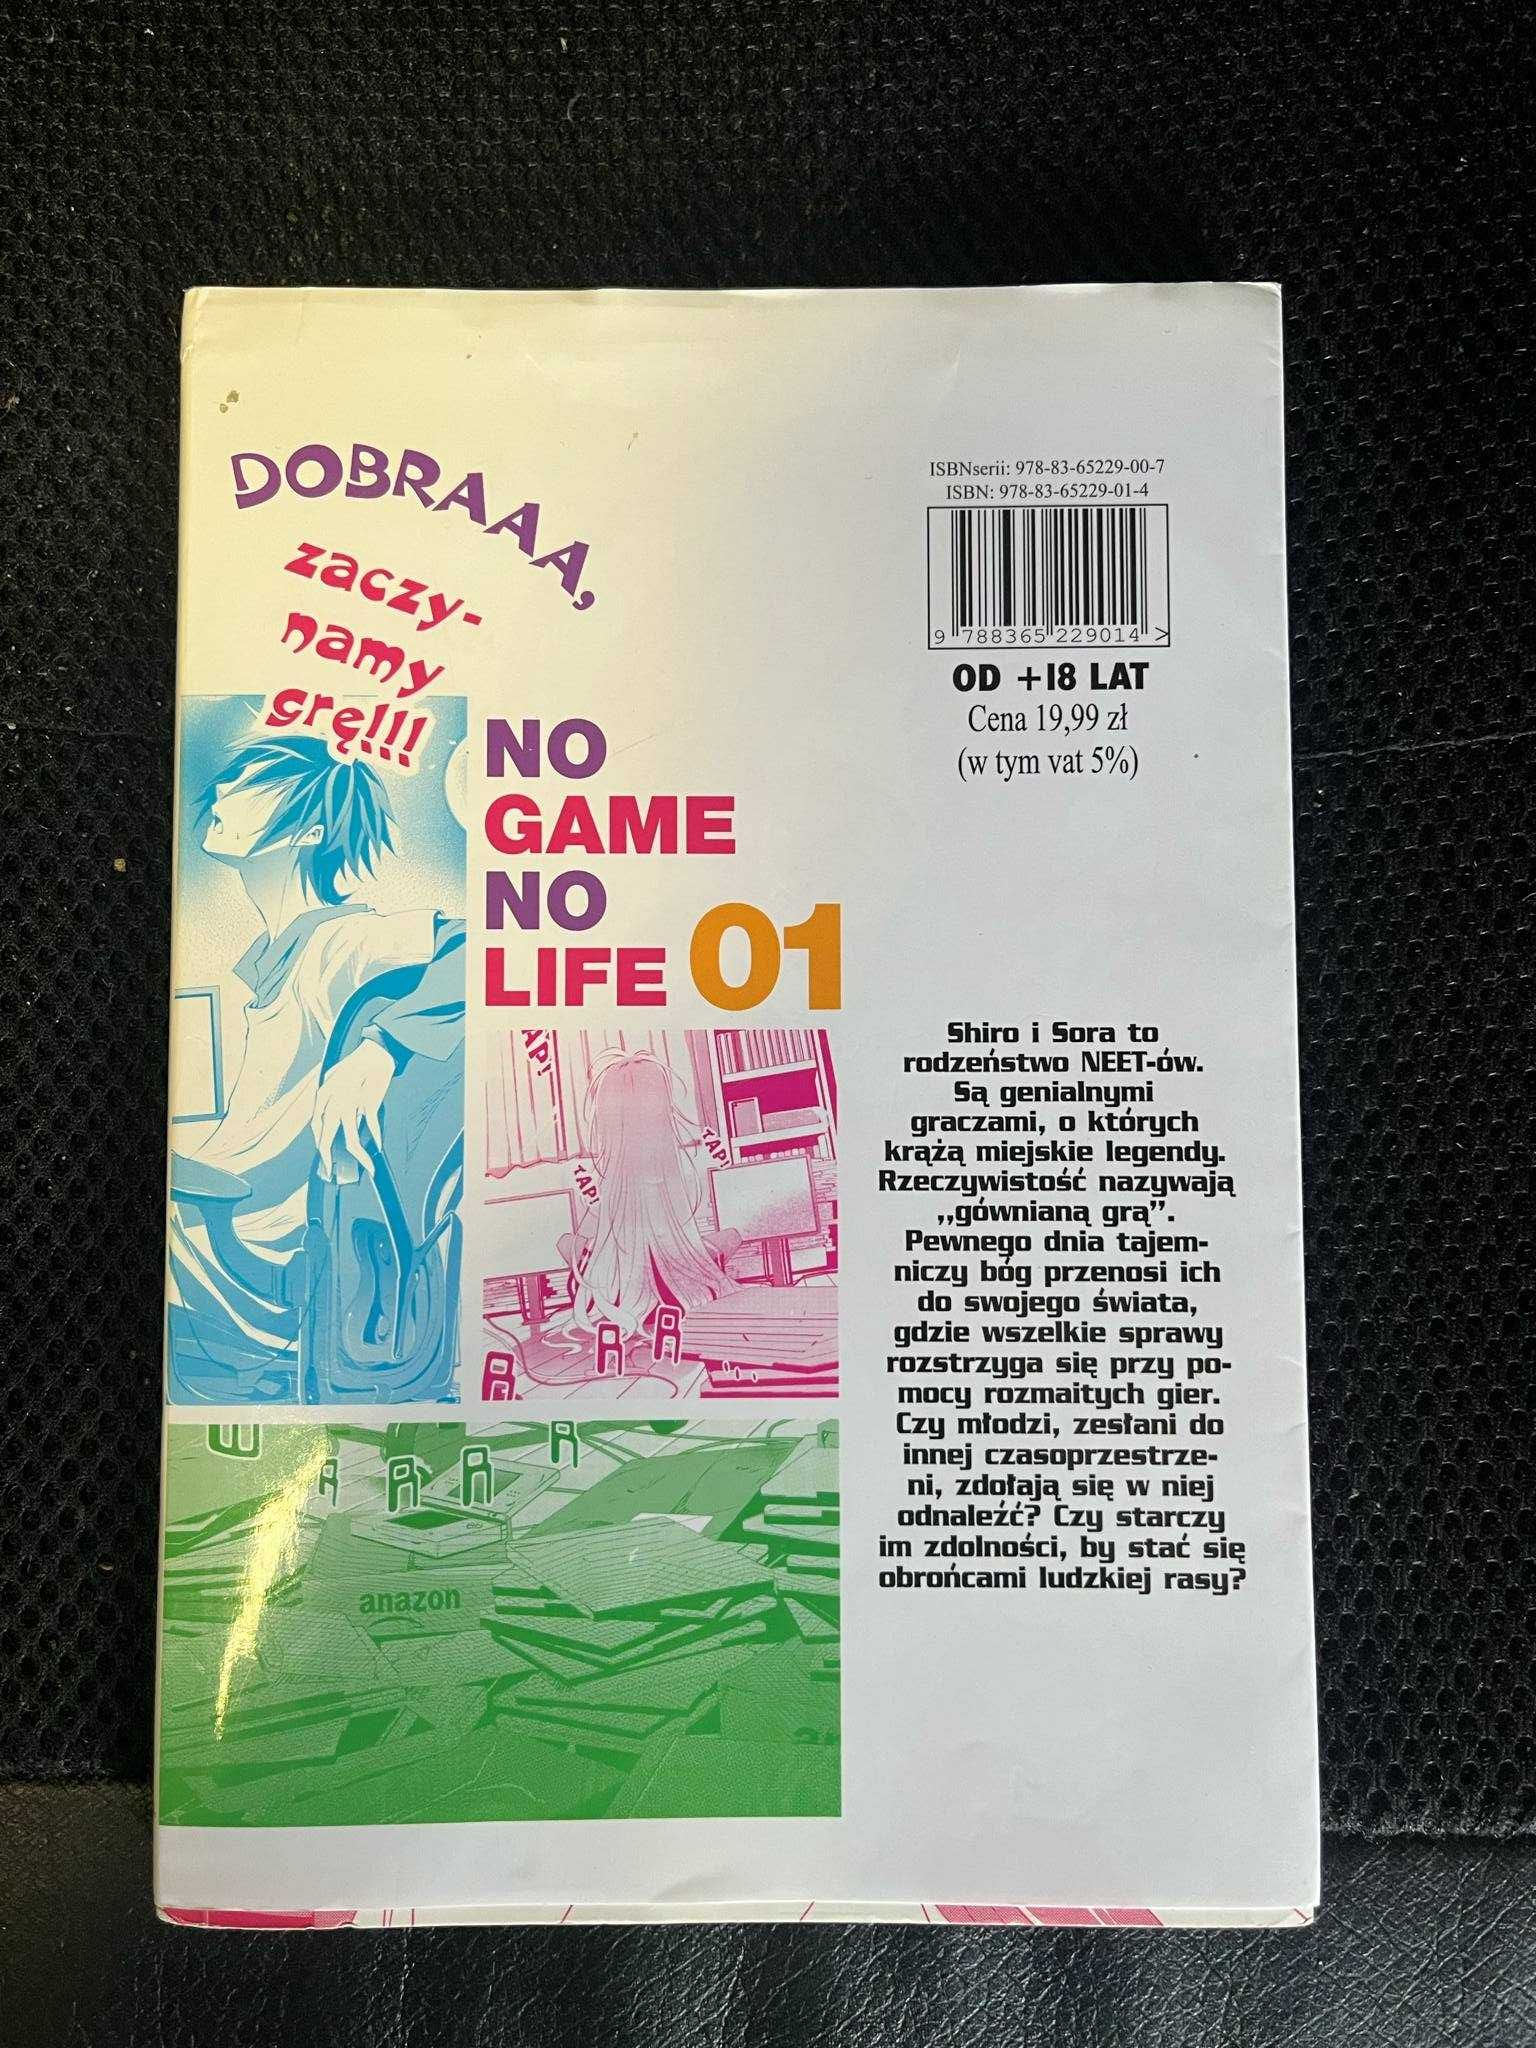 DOBRAAA,
zaczy-
namy
grę!!!
ISBNserii: 978-83-65229-00-7
ISBN: 978-83-65229-01-4
9 788365 229014 >
OD +18 LAT
Cena 19,99 zł
(w tym vat 5%)
NO
GAME
NO
LIFE 01
TAP!
TAP!
R R
R
W
R R R R
anazon
Shiro i Sora to
rodzeństwo NEET-ów.
Są genialnymi
graczami, o których
krążą miejskie legendy.
Rzeczywistość nazywają
,,gównianą grą”.
Pewnego dnia tajem-
niczy bóg przenosi ich
do swojego świata,
gdzie wszelkie sprawy
rozstrzyga się przy po-
mocy rozmaitych gier.
Czy młodzi, zesłani do
innej czasoprzestrze-
ni, zdołają się w niej
odnaleźć? Czy starczy
im zdolności, by stać się
obrońcami ludzkiej rasy?